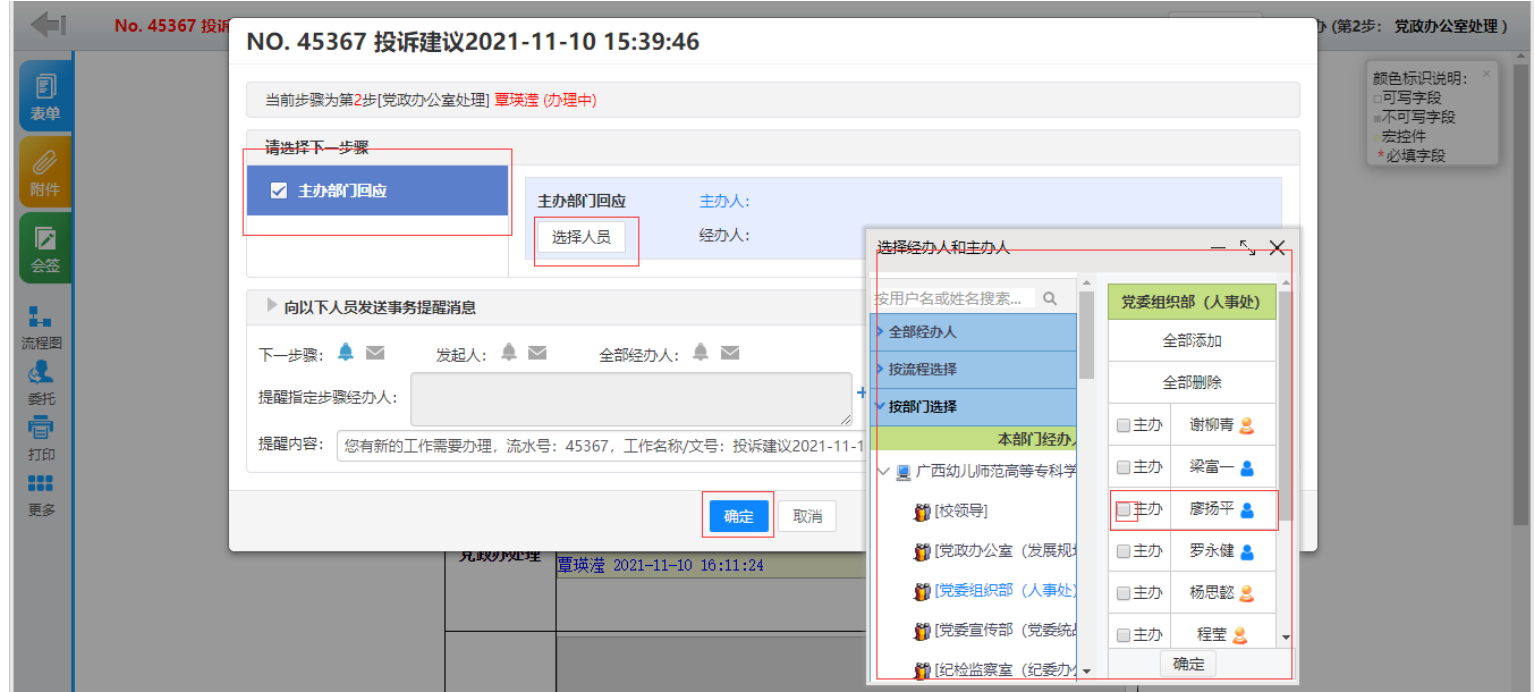 No. 45367 投诉
(第2步: 党政办公室处理 )
NO. 45367 投诉建议2021-11-10 15:39:46
颜色标识说明:
可写字段
不可写字段
宏控件
*必填字段
表单
附件
会签
流程图
委托
打印
更多
当前步骤为第2步[党政办公室处理] 覃瑛滢 (办理中)
请选择下一步骤
主办部门回应
主办部门回应 主办人:
选择人员 经办人:
向以下人员发送事务提醒消息
下一步骤: 发起人: 全部经办人:
提醒指定步骤经办人:
提醒内容: 您有新的工作需要办理, 流水号: 45367, 工作名称/文号: 投诉建议2021-11-1
确定 取消
选择经办人和主办人
按用户名或姓名搜索...
全部经办人
按流程选择
按部门选择
本部门经办
广西幼儿师范高等专科学
[校领导]
[党政办公室（发展规
[党委组织部（人事处）
[党委宣传部（党委统
[纪检监察室（纪委办
党委组织部（人事处）
全部添加
全部删除
主办 谢柳青
主办 梁富一
主办 廖扬平
主办 罗永健
主办 杨思懿
主办 程莹
确定
党政办处理
覃瑛滢 2021-11-10 16:11:24